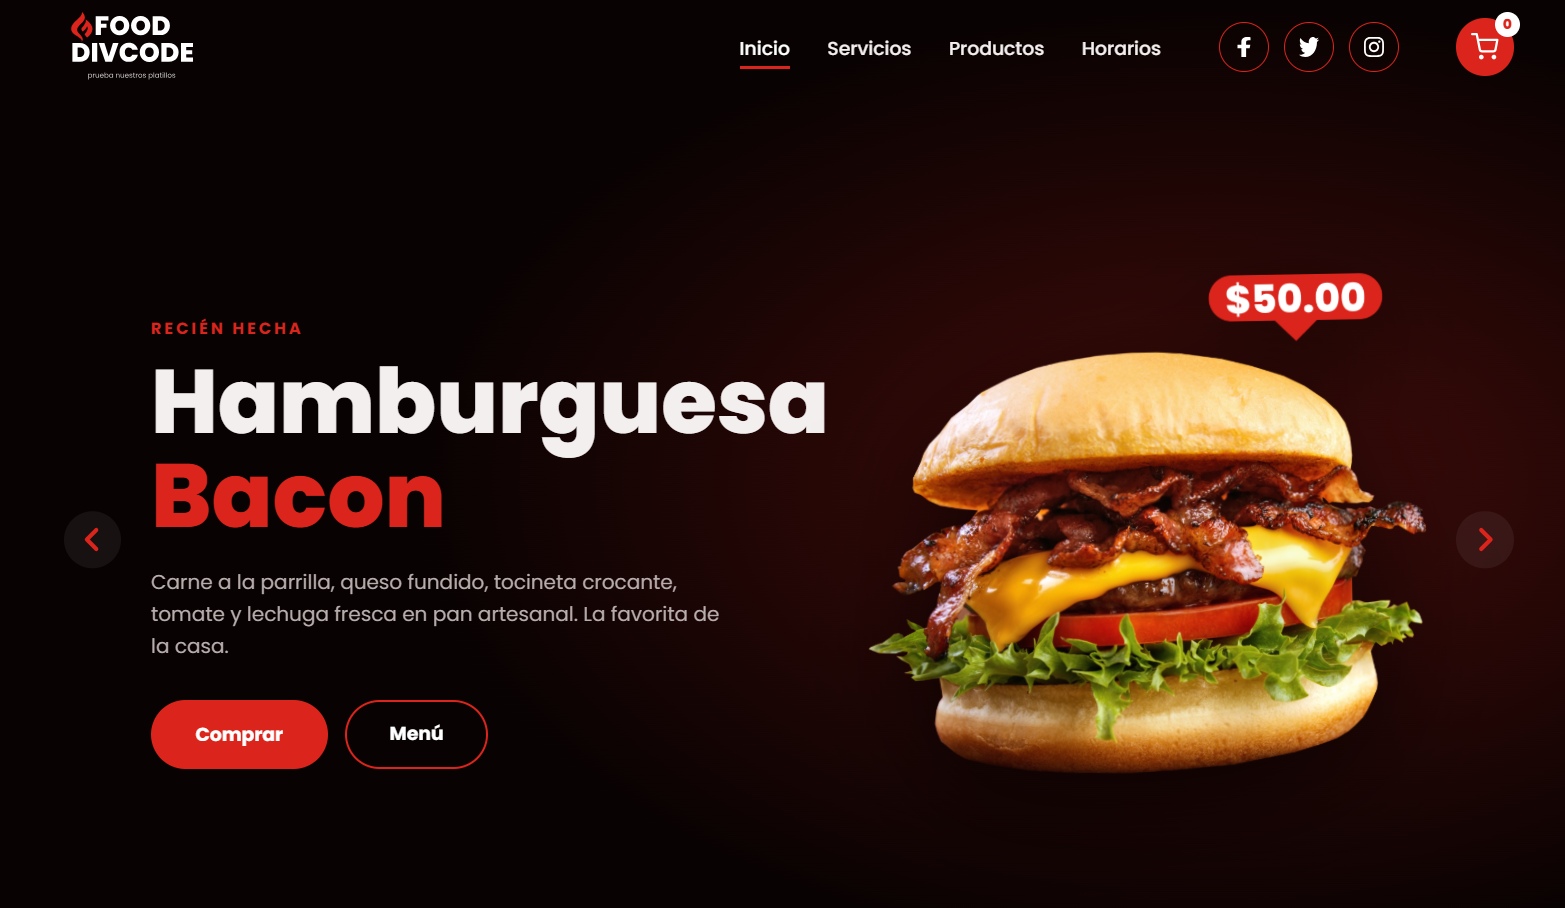 FOOD
DIVCODE
prueba nuestros platillos
Inicio
Servicios
Productos
Horarios
0
$50.00
RECIÉN HECHA
Hamburguesa
Bacon
Carne a la parrilla, queso fundido, tocineta crocante,
tomate y lechuga fresca en pan artesanal. La favorita de
la casa.
Comprar
Menú